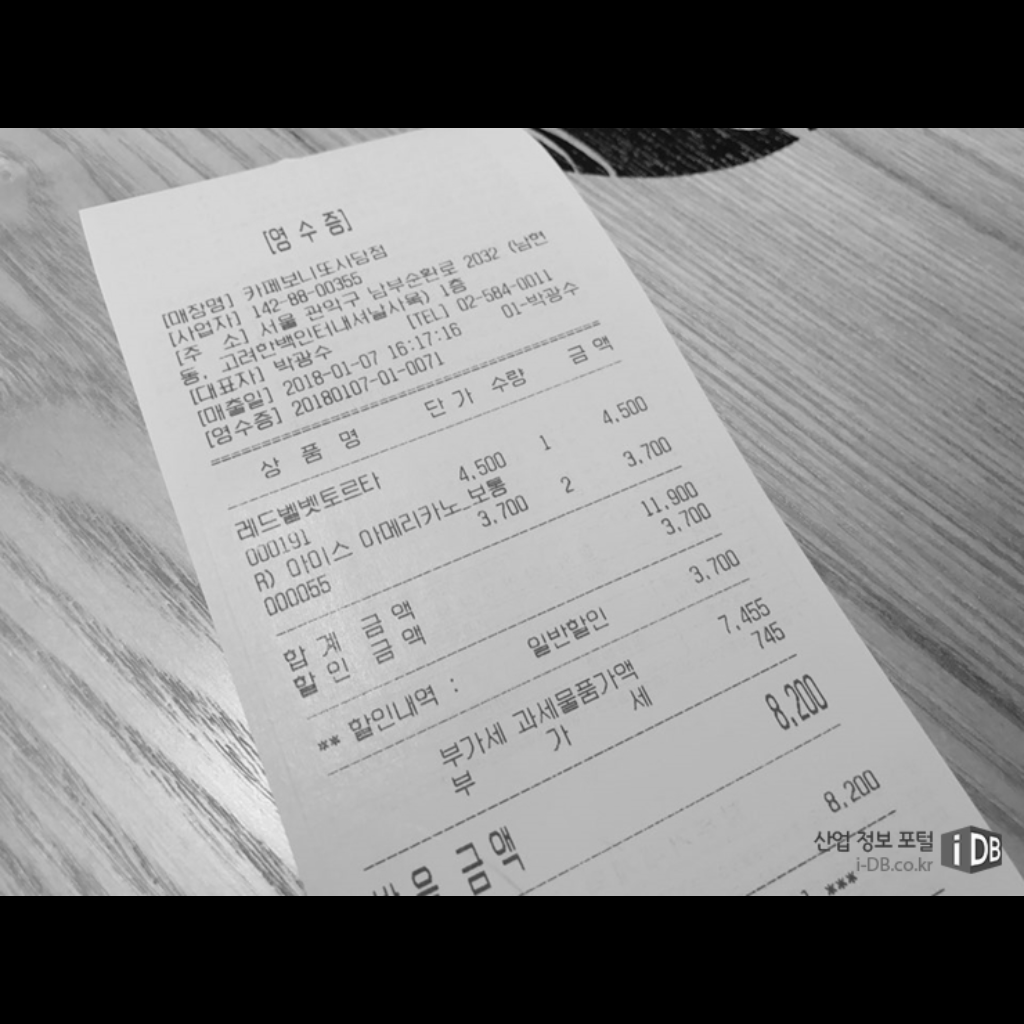 [영 수 증]
[매장명] 카페보니또사당점
[사업자] 142-88-00355
[주 소] 서울 관악구 남부순환로 2032 (남현
동, 고려한백인터내셔날사옥) 1층
[대표자] 박광수 [TEL] 02-584-0011
[매출일] 2018-01-07 16:17:16 01-박광수
[영수증] 20180107-01-0071
상 품 명 단 가 수량 금 액
레드벨벳토르타
000191 4,500 1 4,500
R) 아이스 아메리카노_보통
000055 3,700 2 3,700
합 계 금 액 11,900
할 인 금 액 3,700
** 할인내역 : 일반할인 3,700
부가세 과세물품가액 7,455
부 가 세 745
금액 8,200
8,200
***
산업 정보 포털 iDB
i-DB.co.kr